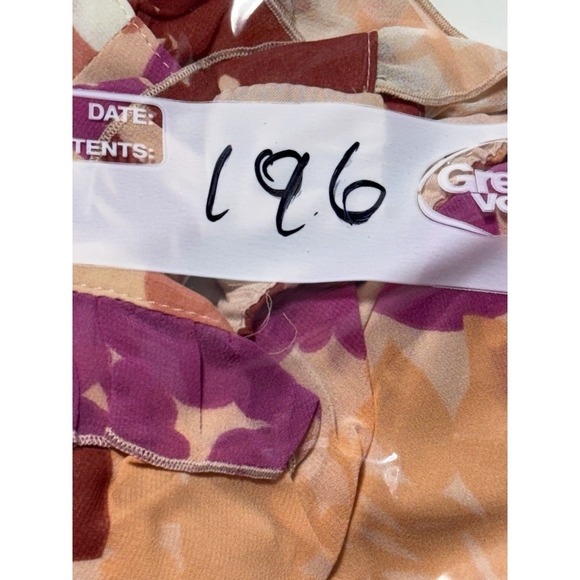 DATE:
TENTS:
196
Gre
Va